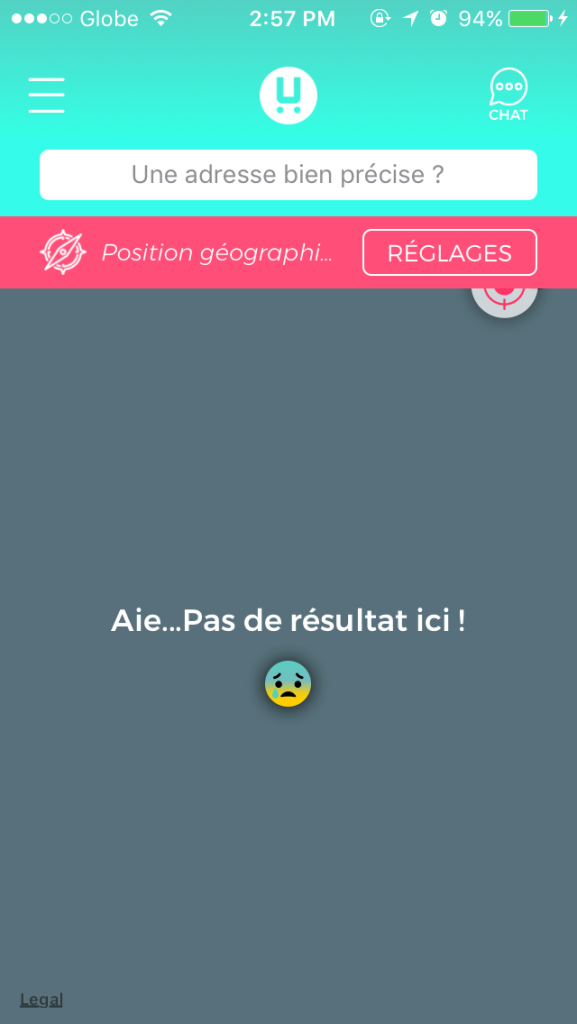 Globe 2:57 PM 94%
CHAT
Une adresse bien précise ?
Position géographi... RÉGLAGES
Aie...Pas de résultat ici !
Legal